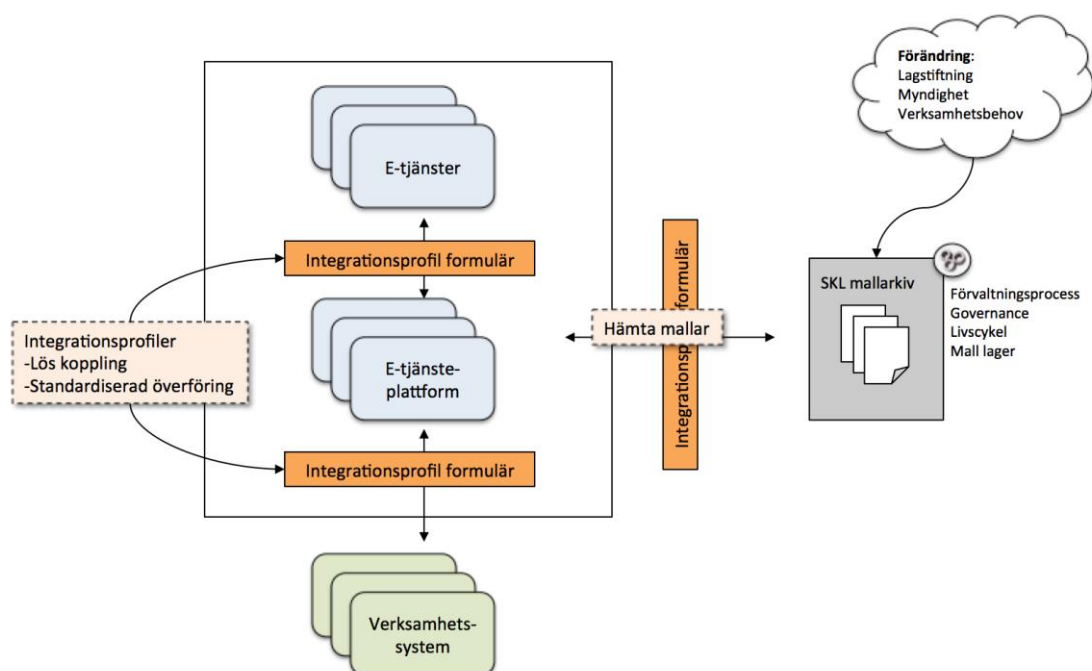 Förändring:
Lagstiftning
Myndighet
Verksamhetsbehov
E-tjänster
Integrationsprofil formulär
Integrationsprofiler
-Lös koppling
-Standardiserad överföring
E-tjänste-
plattform
Integrationsprofil formulär
Verksamhets-
system
Hämta mallar
Integrationsp
formulär
SKL mallarkiv
Förvaltningsprocess
Governance
Livscykel
Mall lager